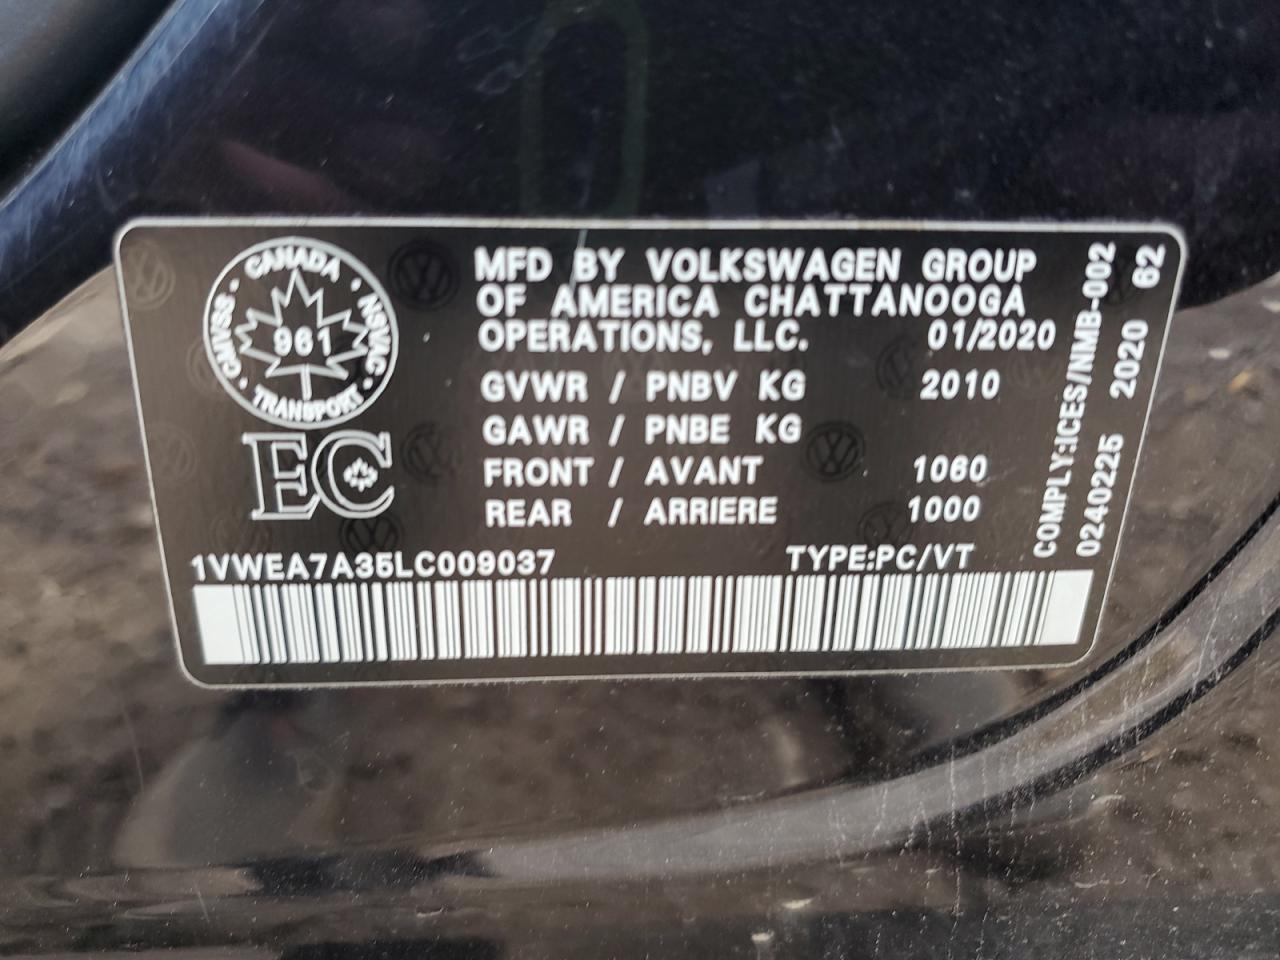 CANADA
CMVSS · NSVAC
961
TRANSPORT
EC
MFD BY VOLKSWAGEN GROUP
OF AMERICA CHATTANOOGA
OPERATIONS, LLC. 01/2020
GVWR / PNBV KG 2010
GAWR / PNBE KG
FRONT / AVANT 1060
REAR / ARRIERE 1000
1VWEA7A35LC009037 TYPE:PC/VT
COMPLY:ICES/NMB-002
02402225 2020 62